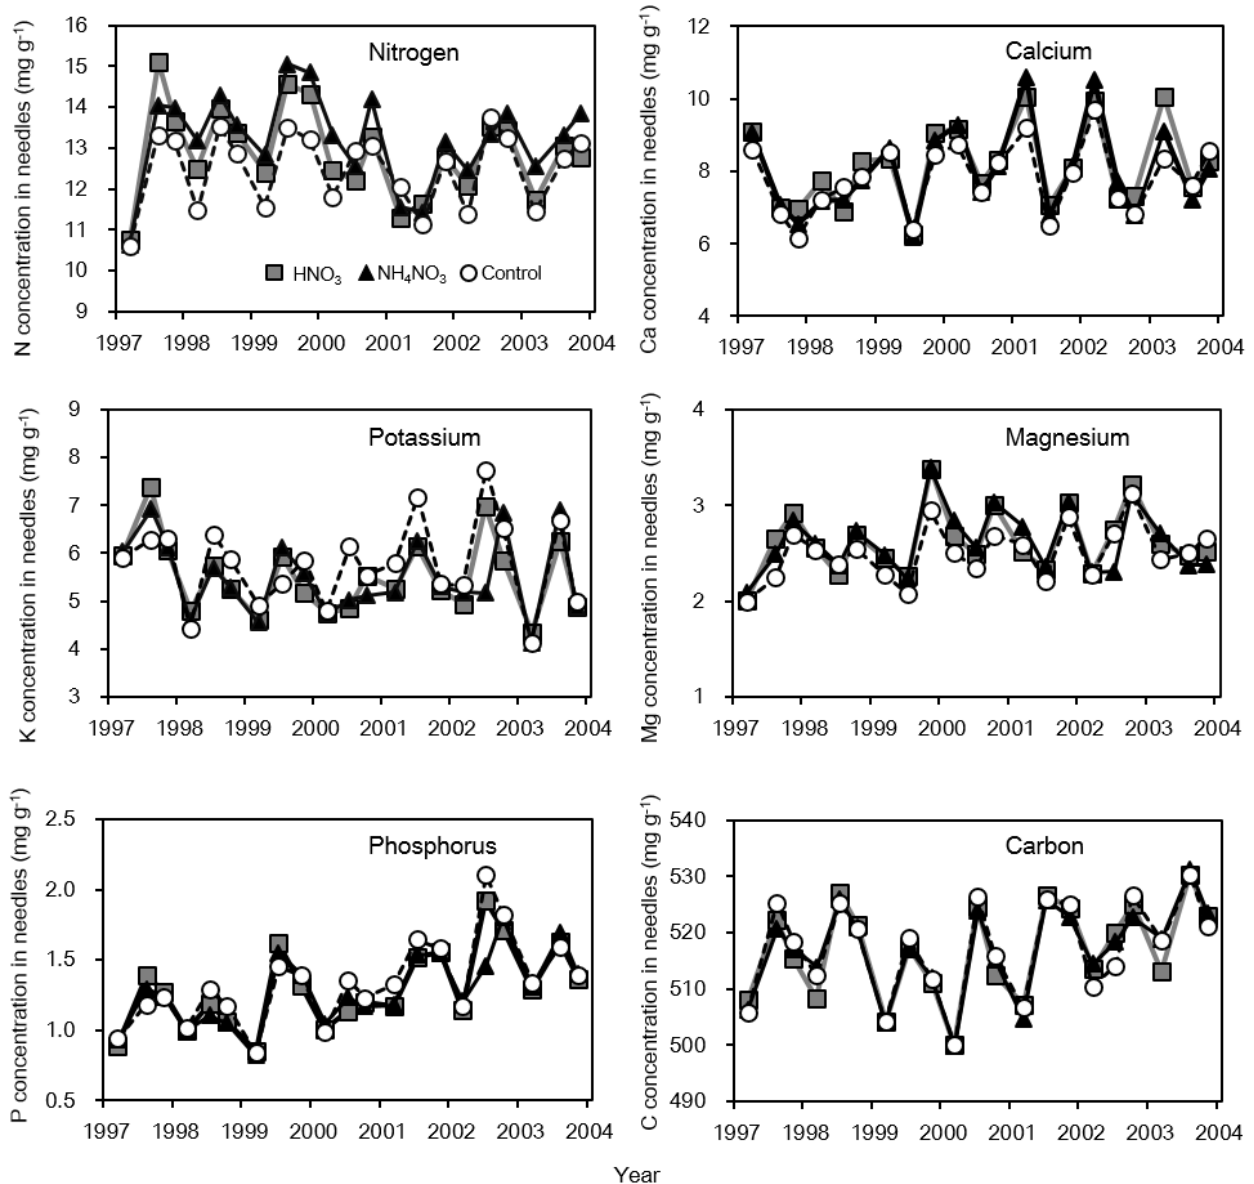 N concentration in needles (mg g⁻¹)
16
15
14
13
12
11
10
9
Nitrogen
HNO₃ NH₄NO₃ Control
1997 1998 1999 2000 2001 2002 2003 2004
Ca concentration in needles (mg g⁻¹)
12
10
8
6
4
Calcium
1997 1998 1999 2000 2001 2002 2003 2004
K concentration in needles (mg g⁻¹)
9
8
7
6
5
4
3
Potassium
1997 1998 1999 2000 2001 2002 2003 2004
Mg concentration in needles (mg g⁻¹)
4
3
2
1
Magnesium
1997 1998 1999 2000 2001 2002 2003 2004
P concentration in needles (mg g⁻¹)
2.5
2.0
1.5
1.0
0.5
Phosphorus
1997 1998 1999 2000 2001 2002 2003 2004
C concentration in needles (mg g⁻¹)
540
530
520
510
500
490
Carbon
1997 1998 1999 2000 2001 2002 2003 2004
Year